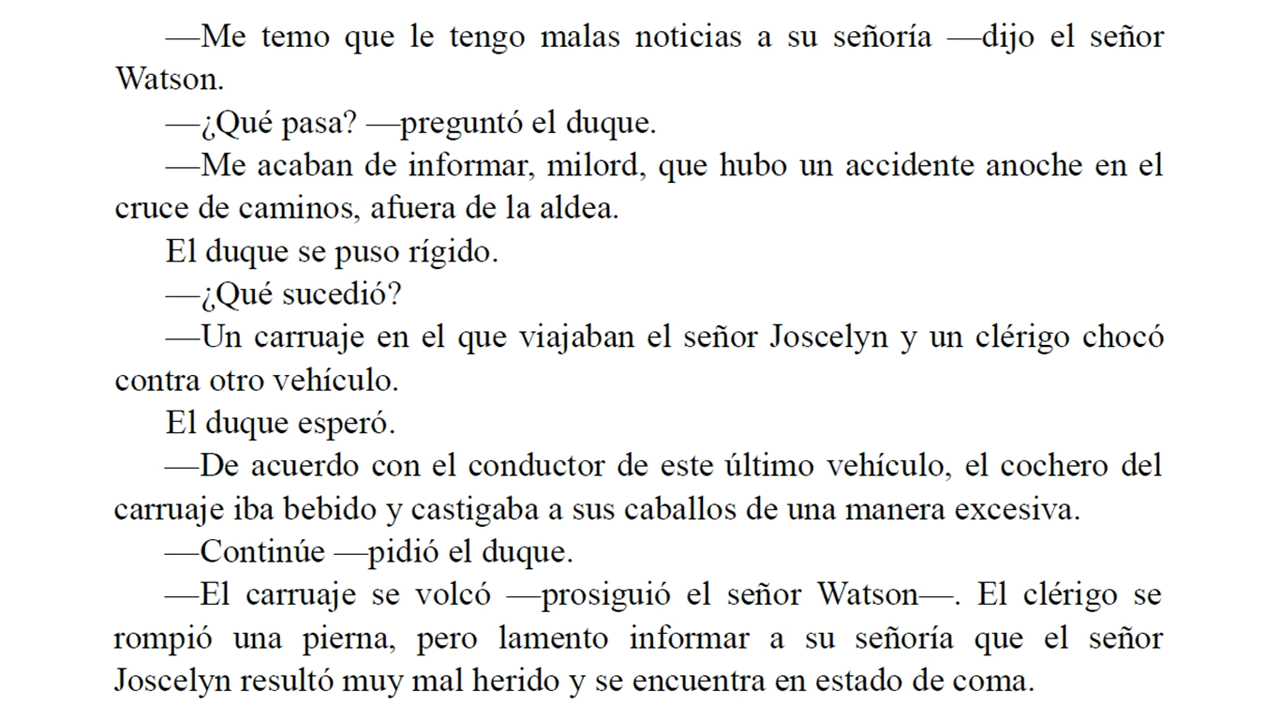 —Me temo que le tengo malas noticias a su señoría —dijo el señor
Watson.
—¿Qué pasa? —preguntó el duque.
—Me acaban de informar, milord, que hubo un accidente anoche en el
cruce de caminos, afuera de la aldea.
El duque se puso rígido.
—¿Qué sucedió?
—Un carruaje en el que viajaban el señor Joscelyn y un clérigo chocó
contra otro vehículo.
El duque esperó.
—De acuerdo con el conductor de este último vehículo, el cochero del
carruaje iba bebido y castigaba a sus caballos de una manera excesiva.
—Continúe —pidió el duque.
—El carruaje se volcó —prosiguió el señor Watson—. El clérigo se
rompió una pierna, pero lamento informar a su señoría que el señor
Joscelyn resultó muy mal herido y se encuentra en estado de coma.